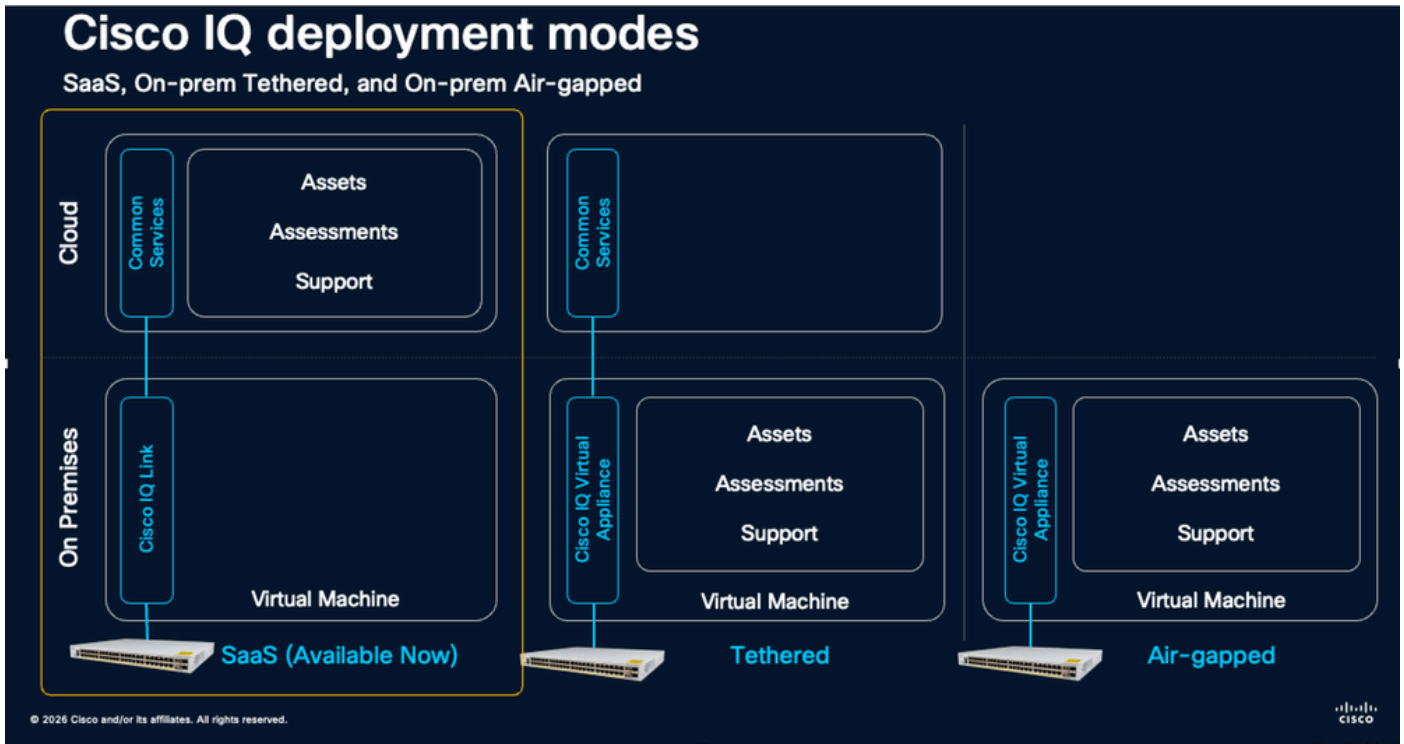 Cisco IQ deployment modes
SaaS, On-prem Tethered, and On-prem Air-gapped
Cloud
Common
Services
Assets
Assessments
Support
Common
Services
On Premises
Cisco IQ Link
Virtual Machine
Cisco IQ Virtual
Appliance
Assets
Assessments
Support
Virtual Machine
Cisco IQ Virtual
Appliance
Assets
Assessments
Support
Virtual Machine
SaaS (Available Now)
Tethered
Air-gapped
© 2026 Cisco and/or its affiliates. All rights reserved.
CISCO